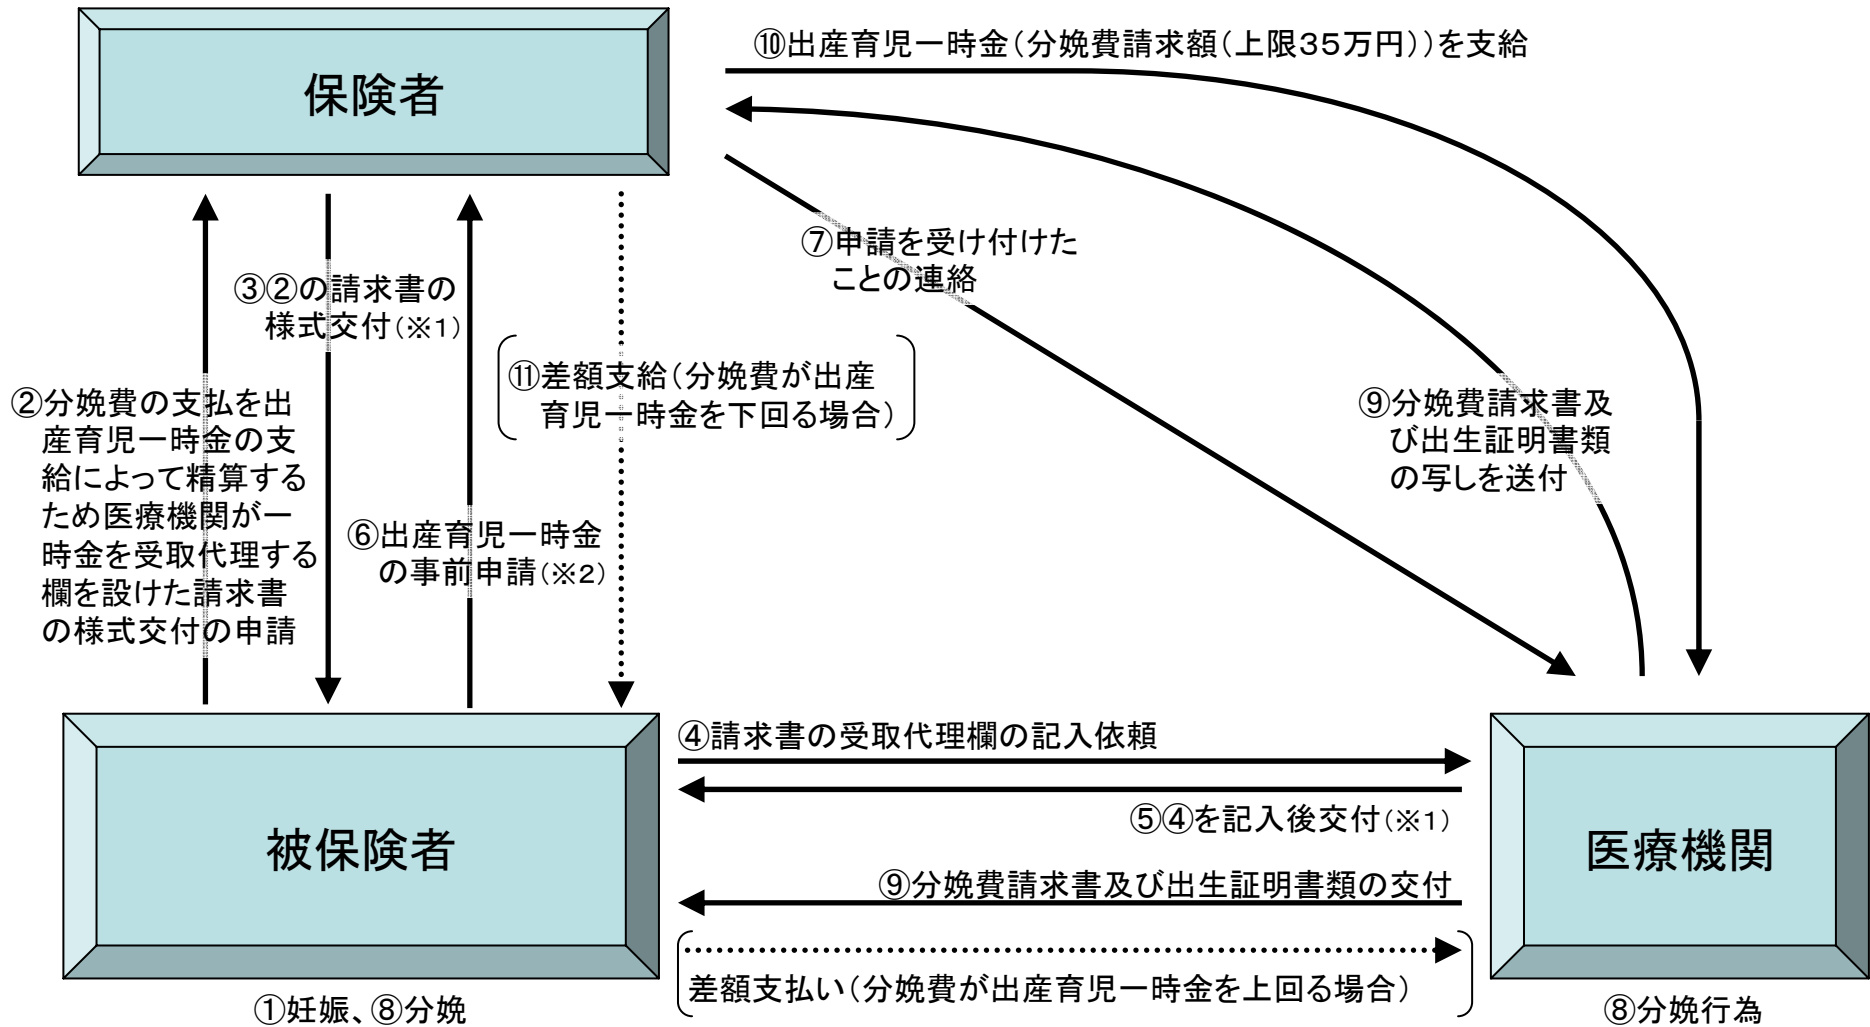 ⑩出産育児一時金(分娩費請求額(上限35万円))を支給
保険者
⑦申請を受け付けた
ことの連絡
③②の請求書の
様式交付(※1)
⑪差額支給(分娩費が出産
育児一時金を下回る場合)
②分娩費の支払を出
産育児一時金の支
給によって精算する
ため医療機関が一
時金を受取代理する
欄を設けた請求書
の様式交付の申請
⑨分娩費請求書及
び出生証明書類
の写しを送付
⑥出産育児一時金
の事前申請(※2)
④請求書の受取代理欄の記入依頼
⑤④を記入後交付(※1)
被保険者
医療機関
⑨分娩費請求書及び出生証明書類の交付
差額支払い(分娩費が出産育児一時金を上回る場合)
①妊娠、⑧分娩
⑧分娩行為